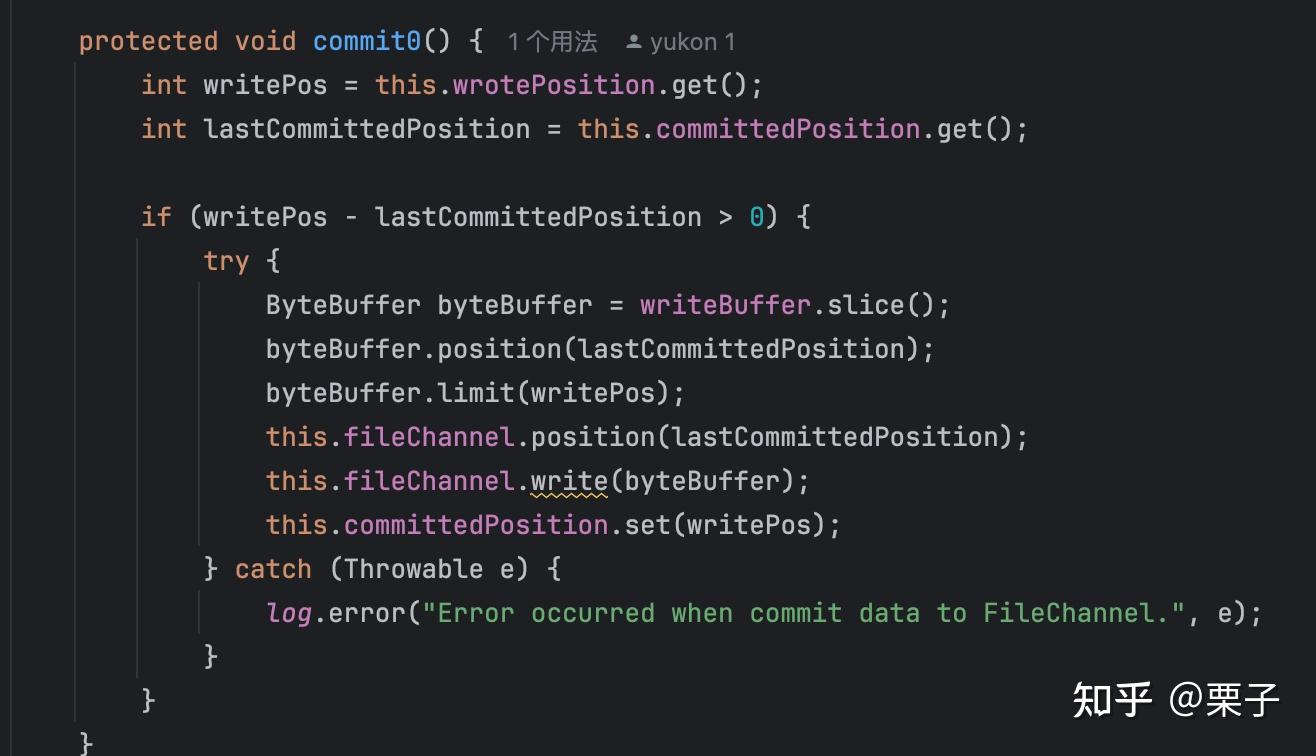 protected void commit0() { 1 个用法 yukon 1
int writePos = this.wrotePosition.get();
int lastCommittedPosition = this.committedPosition.get();
if (writePos - lastCommittedPosition > 0) {
try {
ByteBuffer byteBuffer = writeBuffer.slice();
byteBuffer.position(lastCommittedPosition);
byteBuffer.limit(writePos);
this.fileChannel.position(lastCommittedPosition);
this.fileChannel.write(byteBuffer);
this.committedPosition.set(writePos);
} catch (Throwable e) {
log.error("Error occurred when commit data to FileChannel.", e);
}
}
}
知乎 @栗子